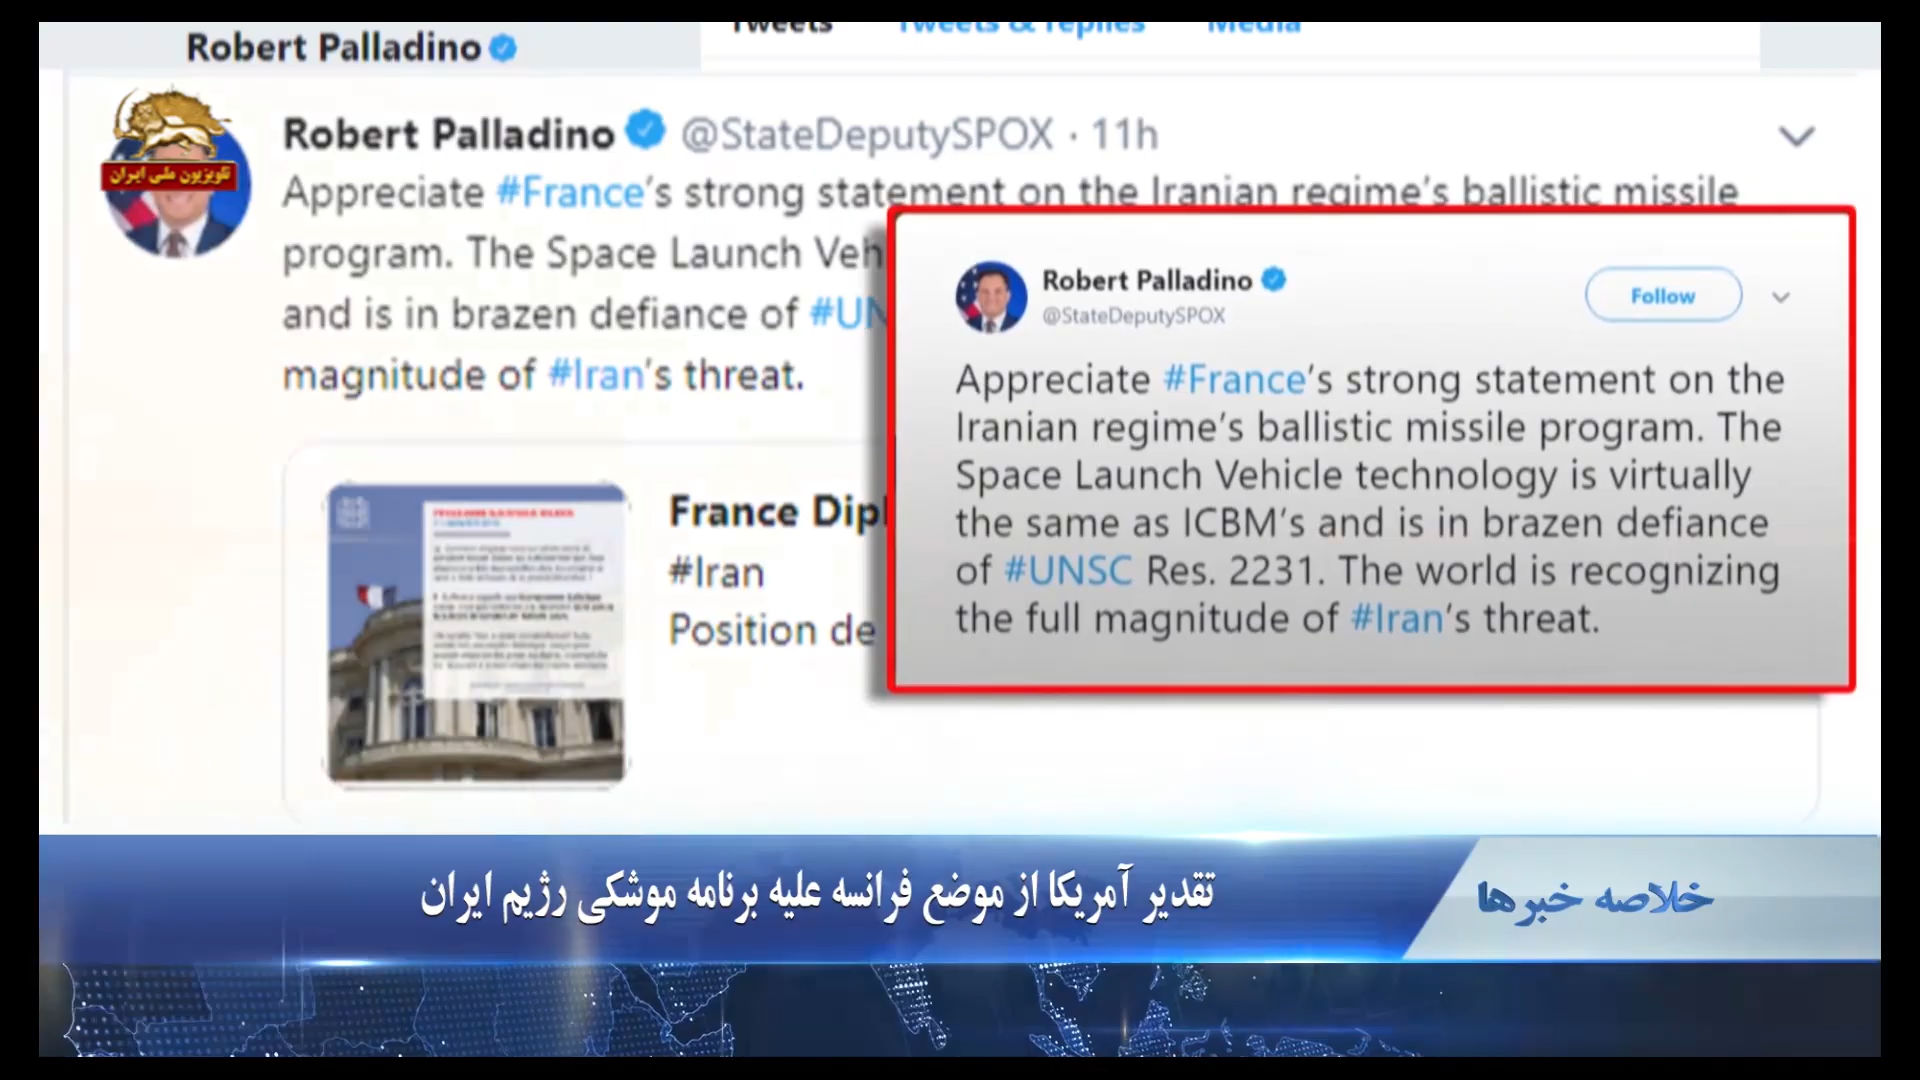 Tweets Tweets & replies Media
Robert Palladino
Robert Palladino @StateDeputySPOX · 11h
تلویزیون ملی ایران
Appreciate #France's strong statement on the Iranian regime's ballistic missile
program. The Space Launch Veh
and is in brazen defiance of #UN
magnitude of #Iran's threat.
France Dipl
#Iran
Position de
Robert Palladino
@StateDeputySPOX
Follow
Appreciate #France's strong statement on the
Iranian regime's ballistic missile program. The
Space Launch Vehicle technology is virtually
the same as ICBM's and is in brazen defiance
of #UNSC Res. 2231. The world is recognizing
the full magnitude of #Iran's threat.
خلاصه خبرها
تقدیر آمریکا از موضع فرانسه علیه برنامه موشکی رژیم ایران